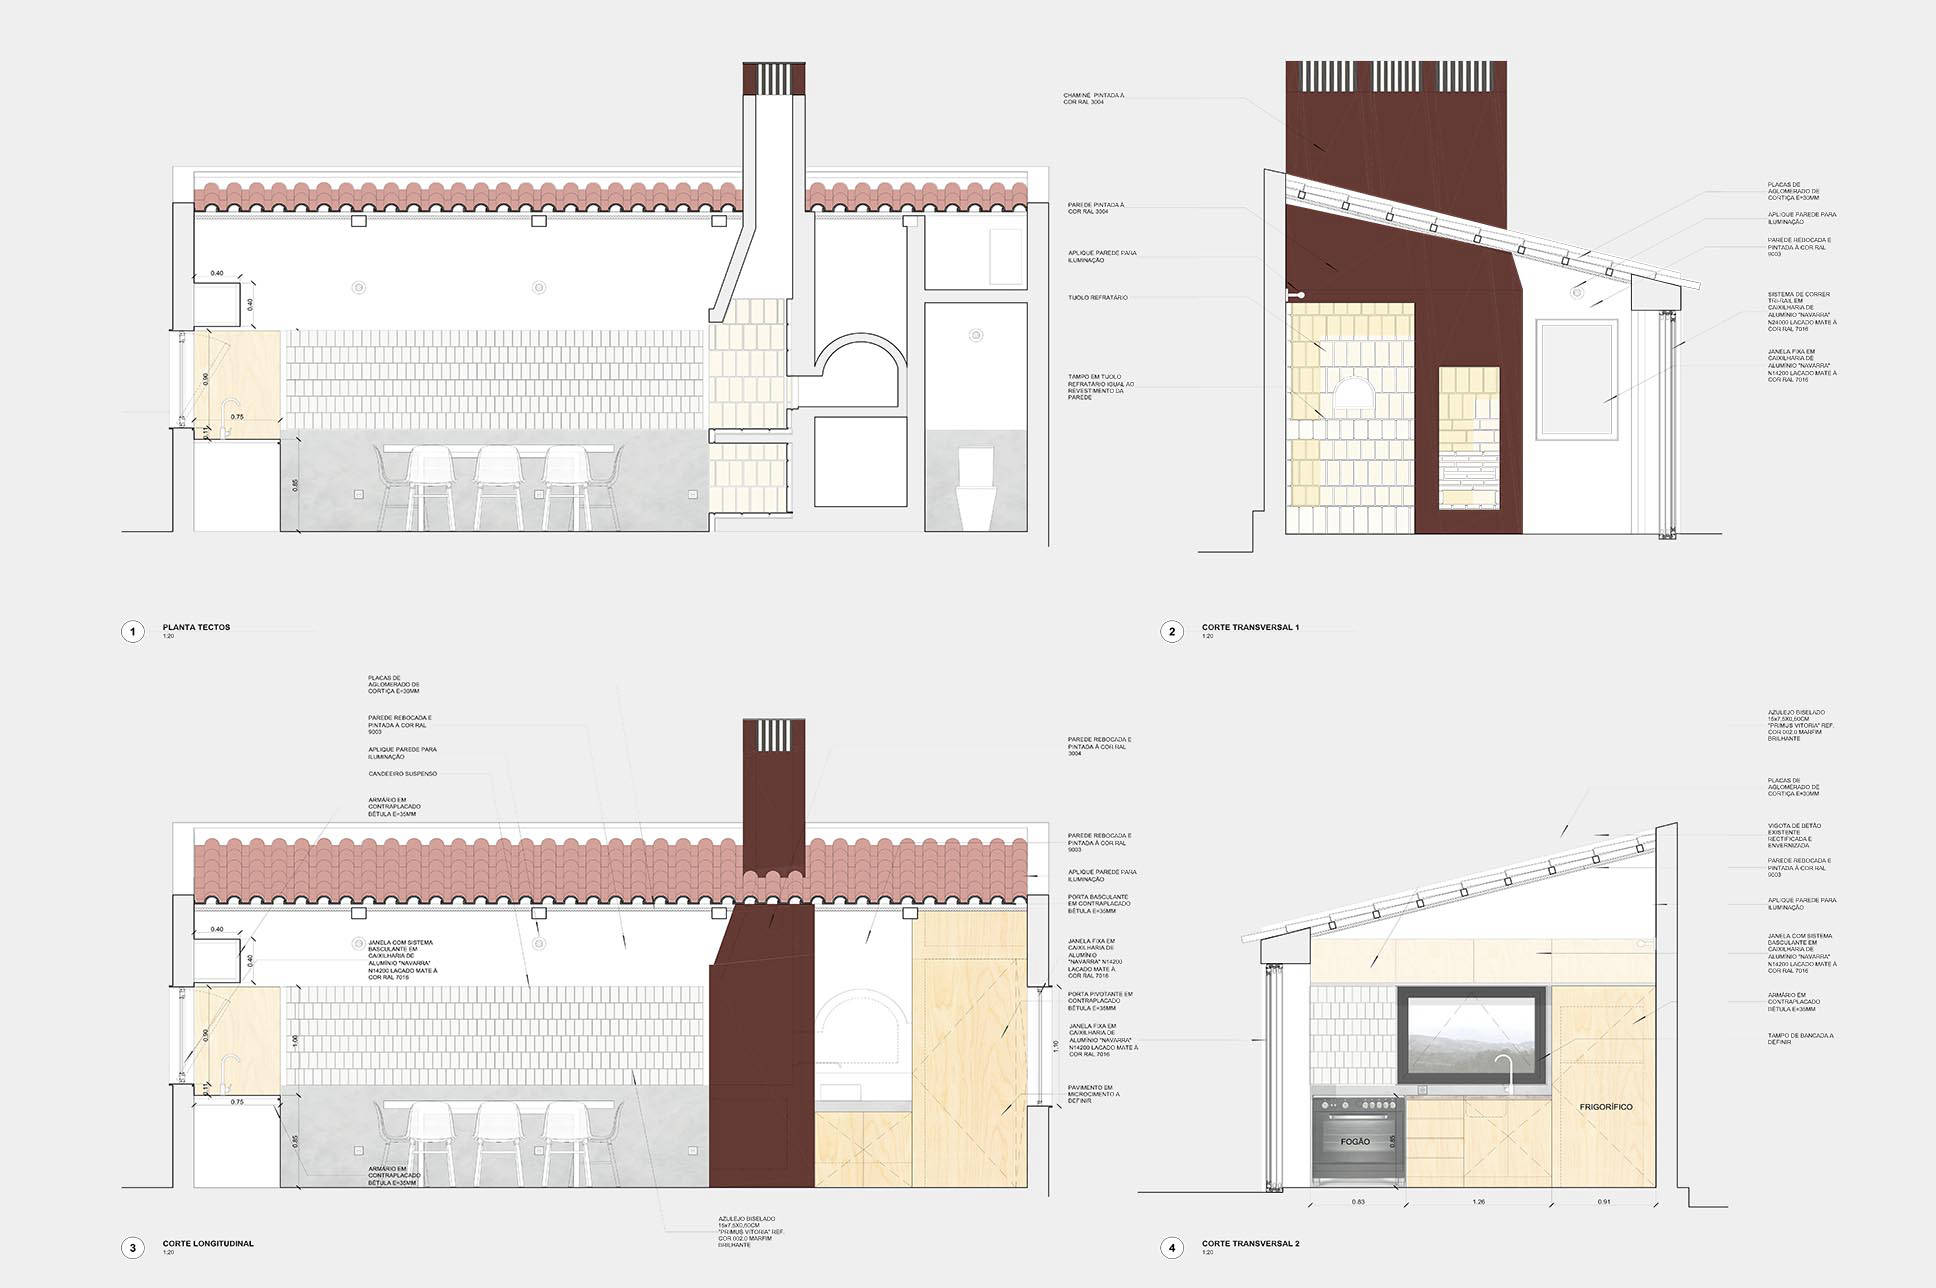 0.40
0.40
0.90
0.75
0.11
0.85
1
PLANTA TECTOS
1:20
CHAMINÉ PINTADA À
COR RAL 3004
PAREDE PINTADA À
COR RAL 3004
APLIQUE PAREDE PARA
ILUMINAÇÃO
TIJOLO REFRATÁRIO
TAMPO EM TIJOLO
REFRATÁRIO IGUAL AO
REVESTIMENTO DA
PAREDE
PLACAS DE
AGLOMERADO DE
CORTIÇA E=30MM
APLIQUE PAREDE PARA
ILUMINAÇÃO
PAREDE REBOCADA E
PINTADA À COR RAL
9003
SISTEMA DE CORRER
TRI-RAIL EM
CAIXILHARIA DE
ALUMÍNIO "NAVARRA"
N24000 LACADO MATE À
COR RAL 7016
JANELA FIXA EM
CAIXILHARIA DE
ALUMÍNIO "NAVARRA"
N14200 LACADO MATE À
COR RAL 7016
2
CORTE TRANSVERSAL 1
1:20
PLACAS DE
AGLOMERADO DE
CORTIÇA E=30MM
PAREDE REBOCADA E
PINTADA À COR RAL
9003
APLIQUE PAREDE PARA
ILUMINAÇÃO
CANDEEIRO SUSPENSO
ARMÁRIO EM
CONTRAPLACADO
BÉTULA E=35MM
0.40
0.40
JANELA COM SISTEMA
BASCULANTE EM
CAIXILHARIA DE
ALUMÍNIO "NAVARRA"
N14200 LACADO MATE À
COR RAL 7016
0.90
1.00
0.11
0.75
0.85
ARMÁRIO EM
CONTRAPLACADO
BÉTULA E=35MM
PAREDE REBOCADA E
PINTADA À COR RAL
3004
PAREDE REBOCADA E
PINTADA À COR RAL
9003
APLIQUE PAREDE PARA
ILUMINAÇÃO
PORTA BASCULANTE
EM CONTRAPLACADO
BÉTULA E=35MM
JANELA FIXA EM
CAIXILHARIA DE
ALUMÍNIO
"NAVARRA" N14200
LACADO MATE À
COR RAL 7016
PORTA PIVOTANTE EM
CONTRAPLACADO
BÉTULA E=35MM
JANELA FIXA EM
CAIXILHARIA DE
ALUMÍNIO "NAVARRA"
N14200 LACADO MATE À
COR RAL 7016
1.10
PAVIMENTO EM
MICROCIMENTO A
DEFINIR
AZULEJO BISELADO
15x7,5X0,50CM
"PRIMUS VITORIA" REF.
COR 002.0 MARFIM
BRILHANTE
3
CORTE LONGITUDINAL
1:20
AZULEJO BISELADO
15x7,5X0,50CM
"PRIMUS VITORIA" REF.
COR 002.0 MARFIM
BRILHANTE
PLACAS DE
AGLOMERADO DE
CORTIÇA E=30MM
VIGOTA DE BETÃO
EXISTENTE
RECTIFICADA E
ENVERNIZADA
PAREDE REBOCADA E
PINTADA À COR RAL
9003
APLIQUE PAREDE PARA
ILUMINAÇÃO
JANELA COM SISTEMA
BASCULANTE EM
CAIXILHARIA DE
ALUMÍNIO "NAVARRA"
N14200 LACADO MATE À
COR RAL 7016
ARMÁRIO EM
CONTRAPLACADO
BÉTULA E=35MM
TAMPO DE BANCADA A
DEFINIR
FRIGORÍFICO
FOGÃO
0.85
0.83
1.26
0.91
4
CORTE TRANSVERSAL 2
1:20